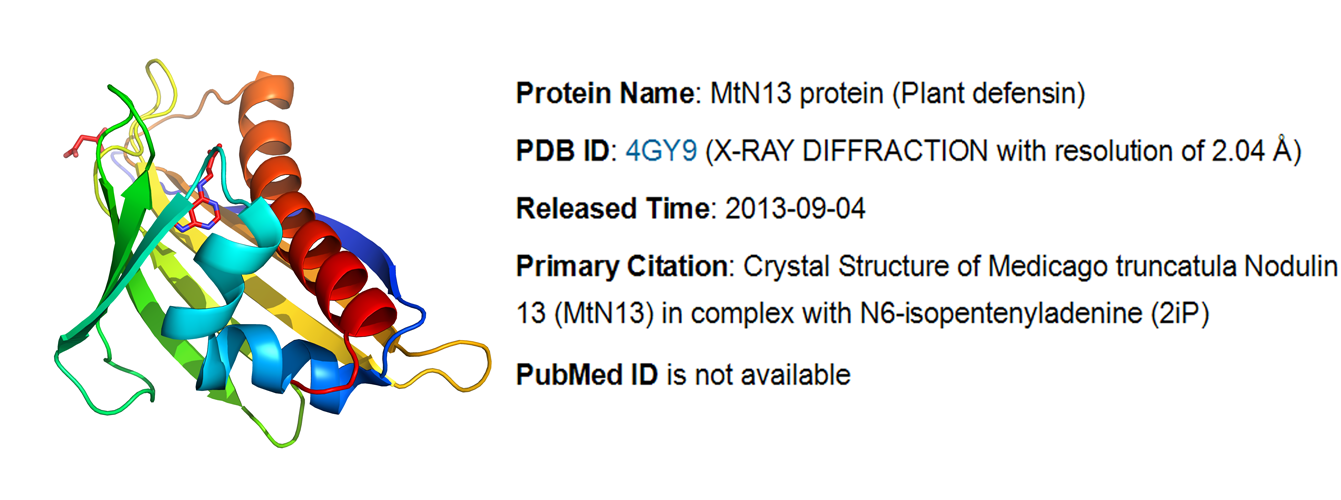 Protein Name: MtN13 protein (Plant defensin)
PDB ID: 4GY9 (X-RAY DIFFRACTION with resolution of 2.04 Å)
Released Time: 2013-09-04
Primary Citation: Crystal Structure of Medicago truncatula Nodulin
13 (MtN13) in complex with N6-isopentenyladenine (2iP)
PubMed ID is not available